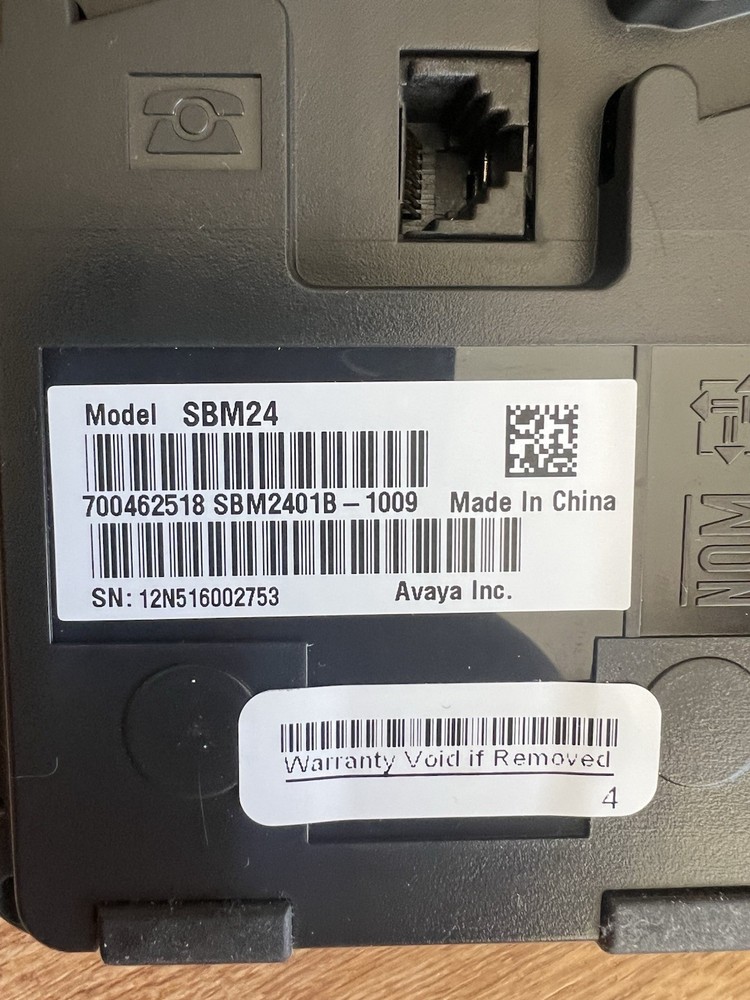 Model SBM24
700462518 SBM2401B-1009 Made In China
SN: 12N516002753 Avaya Inc.
Warranty Void if Removed
4